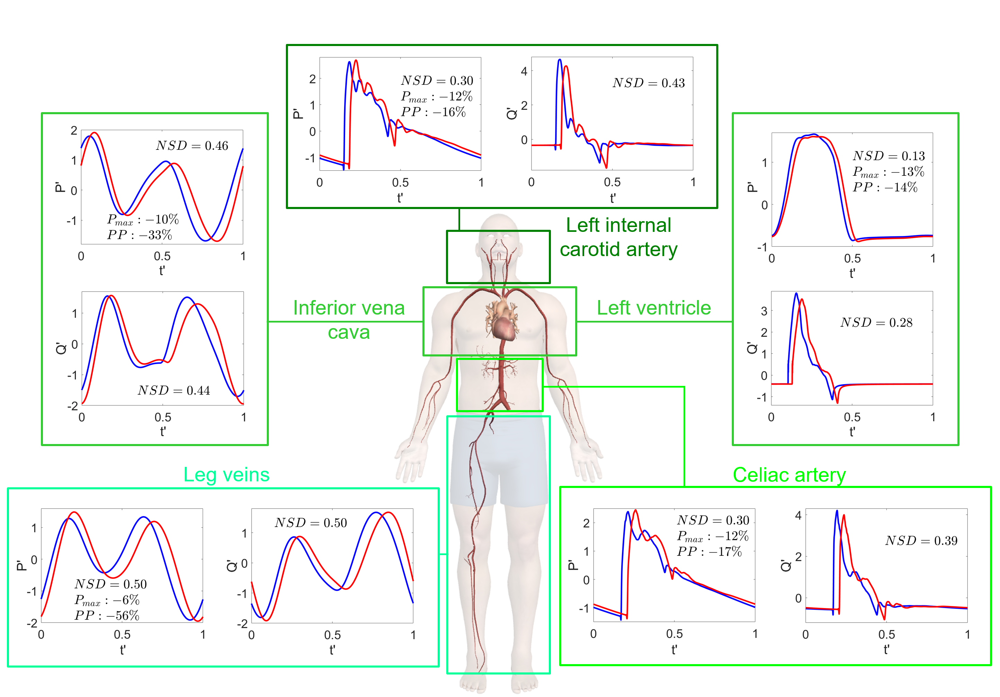 P'
2
1
0
-1
NSD = 0.30
P_max : −12%
PP : −16%
0
0.5
1
t'
Q'
4
2
0
NSD = 0.43
0
0.5
1
t'
Left internal
carotid artery
P'
2
1
0
-1
NSD = 0.46
P_max : −10%
PP : −33%
0
0.5
1
t'
Q'
1
0
-1
-2
NSD = 0.44
0
0.5
1
t'
Inferior vena
cava
Left ventricle
P'
1
0
-1
NSD = 0.13
P_max : −13%
PP : −14%
0
0.5
1
t'
Q'
3
2
1
0
-1
NSD = 0.28
0
0.5
1
t'
Leg veins
P'
1
0
-1
-2
NSD = 0.50
P_max : −6%
PP : −56%
0
0.5
1
t'
Q'
1
0
-1
-2
NSD = 0.50
0
0.5
1
t'
Celiac artery
P'
2
1
0
-1
NSD = 0.30
P_max : −12%
PP : −17%
0
0.5
1
t'
Q'
4
2
0
NSD = 0.39
0
0.5
1
t'